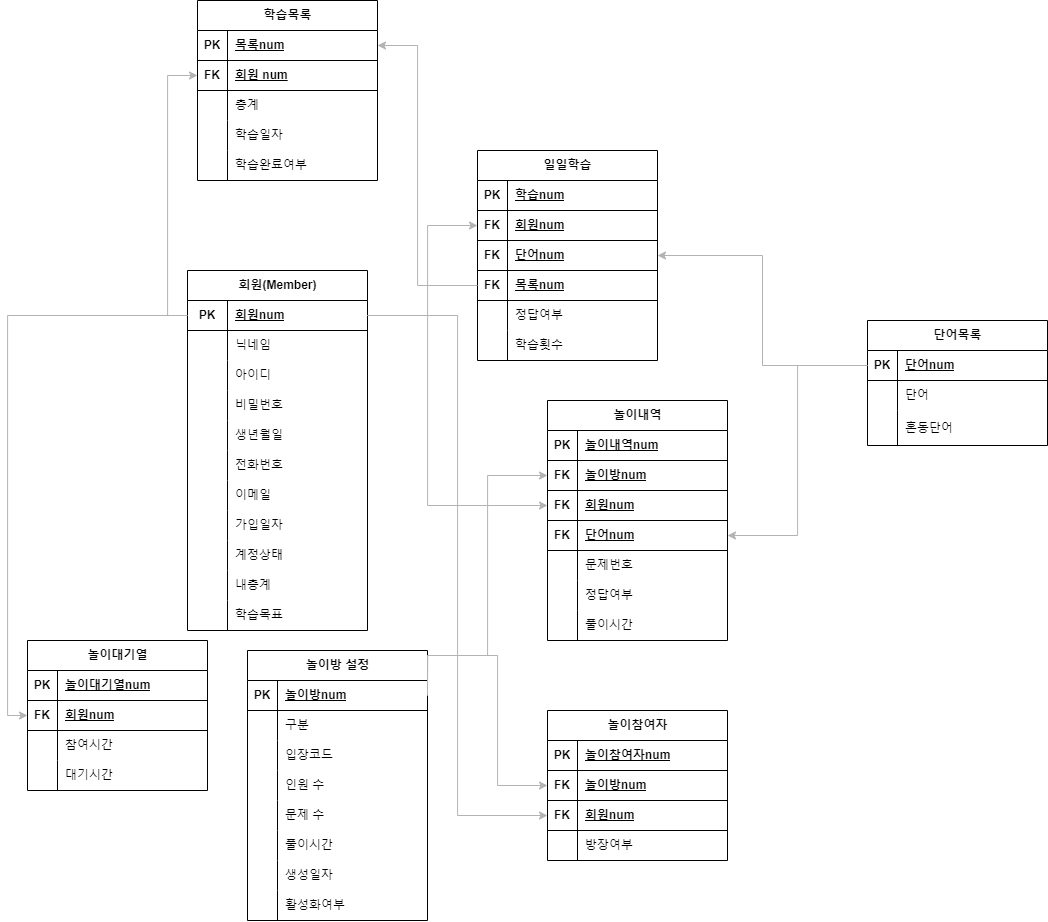 학습목록
PK 목록num
FK 회원 num
층계
학습일자
학습완료여부
일일학습
PK 학습num
FK 회원num
FK 단어num
FK 목록num
정답여부
학습횟수
회원(Member)
PK 회원num
닉네임
아이디
비밀번호
생년월일
전화번호
이메일
가입일자
계정상태
내층계
학습목표
단어목록
PK 단어num
단어
혼동단어
놀이내역
PK 놀이내역num
FK 놀이방num
FK 회원num
FK 단어num
문제번호
정답여부
풀이시간
놀이대기열
PK 놀이대기열num
FK 회원num
참여시간
대기시간
놀이방 설정
PK 놀이방num
구분
입장코드
인원 수
문제 수
풀이시간
생성일자
활성화여부
놀이참여자
PK 놀이참여자num
FK 놀이방num
FK 회원num
방장여부